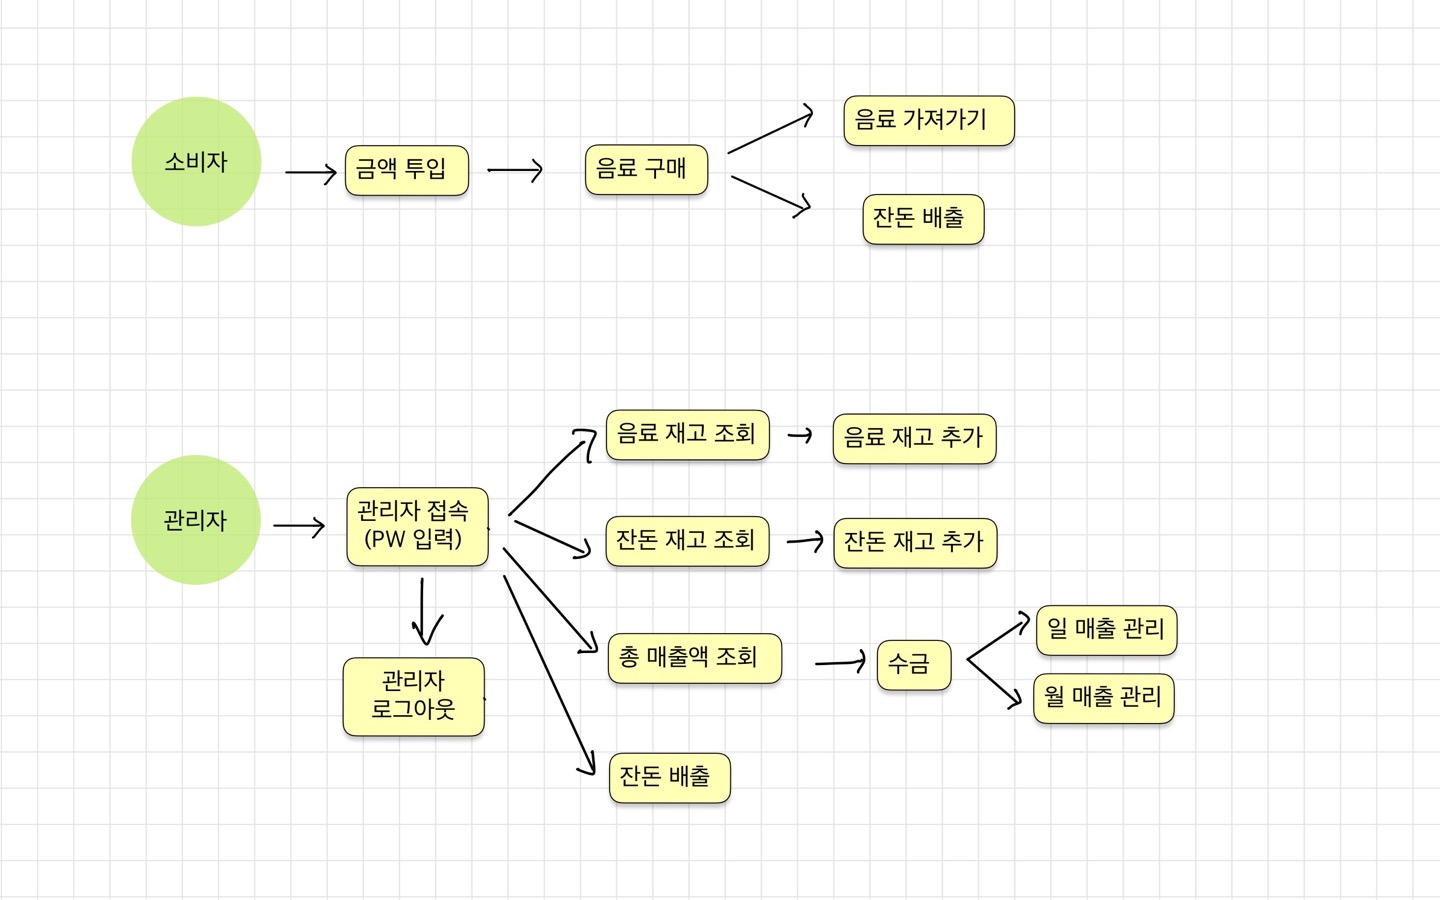 소비자
금액 투입
음료 구매
음료 가져가기
잔돈 배출
관리자
관리자 접속
(PW 입력)
관리자
로그아웃
음료 재고 조회
음료 재고 추가
잔돈 재고 조회
잔돈 재고 추가
총 매출액 조회
수금
일 매출 관리
월 매출 관리
잔돈 배출